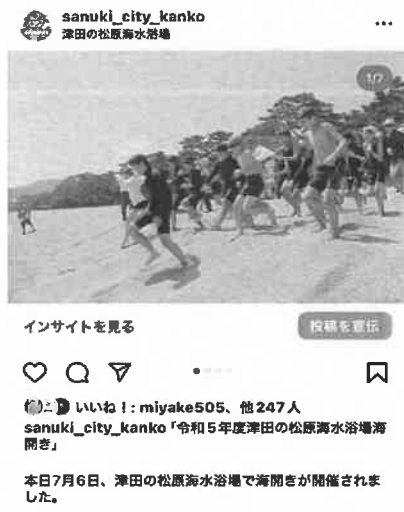 sanuki_city_kanko
津田の松原海水浴場
1/7
インサイトを見る
投稿を宣伝
いいね！: miyake505、他247人
sanuki_city_kanko「令和5年度津田の松原海水浴場海
開き」
本日7月6日、津田の松原海水浴場で海開きが開催されま
した。